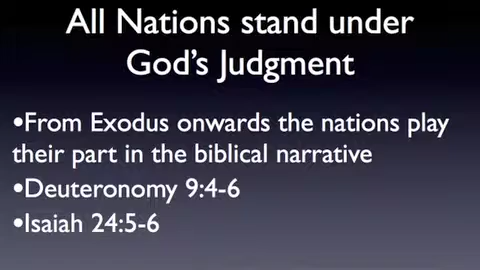 All Nations stand under
God's Judgment
•From Exodus onwards the nations play
their part in the biblical narrative
•Deuteronomy 9:4-6
•Isaiah 24:5-6